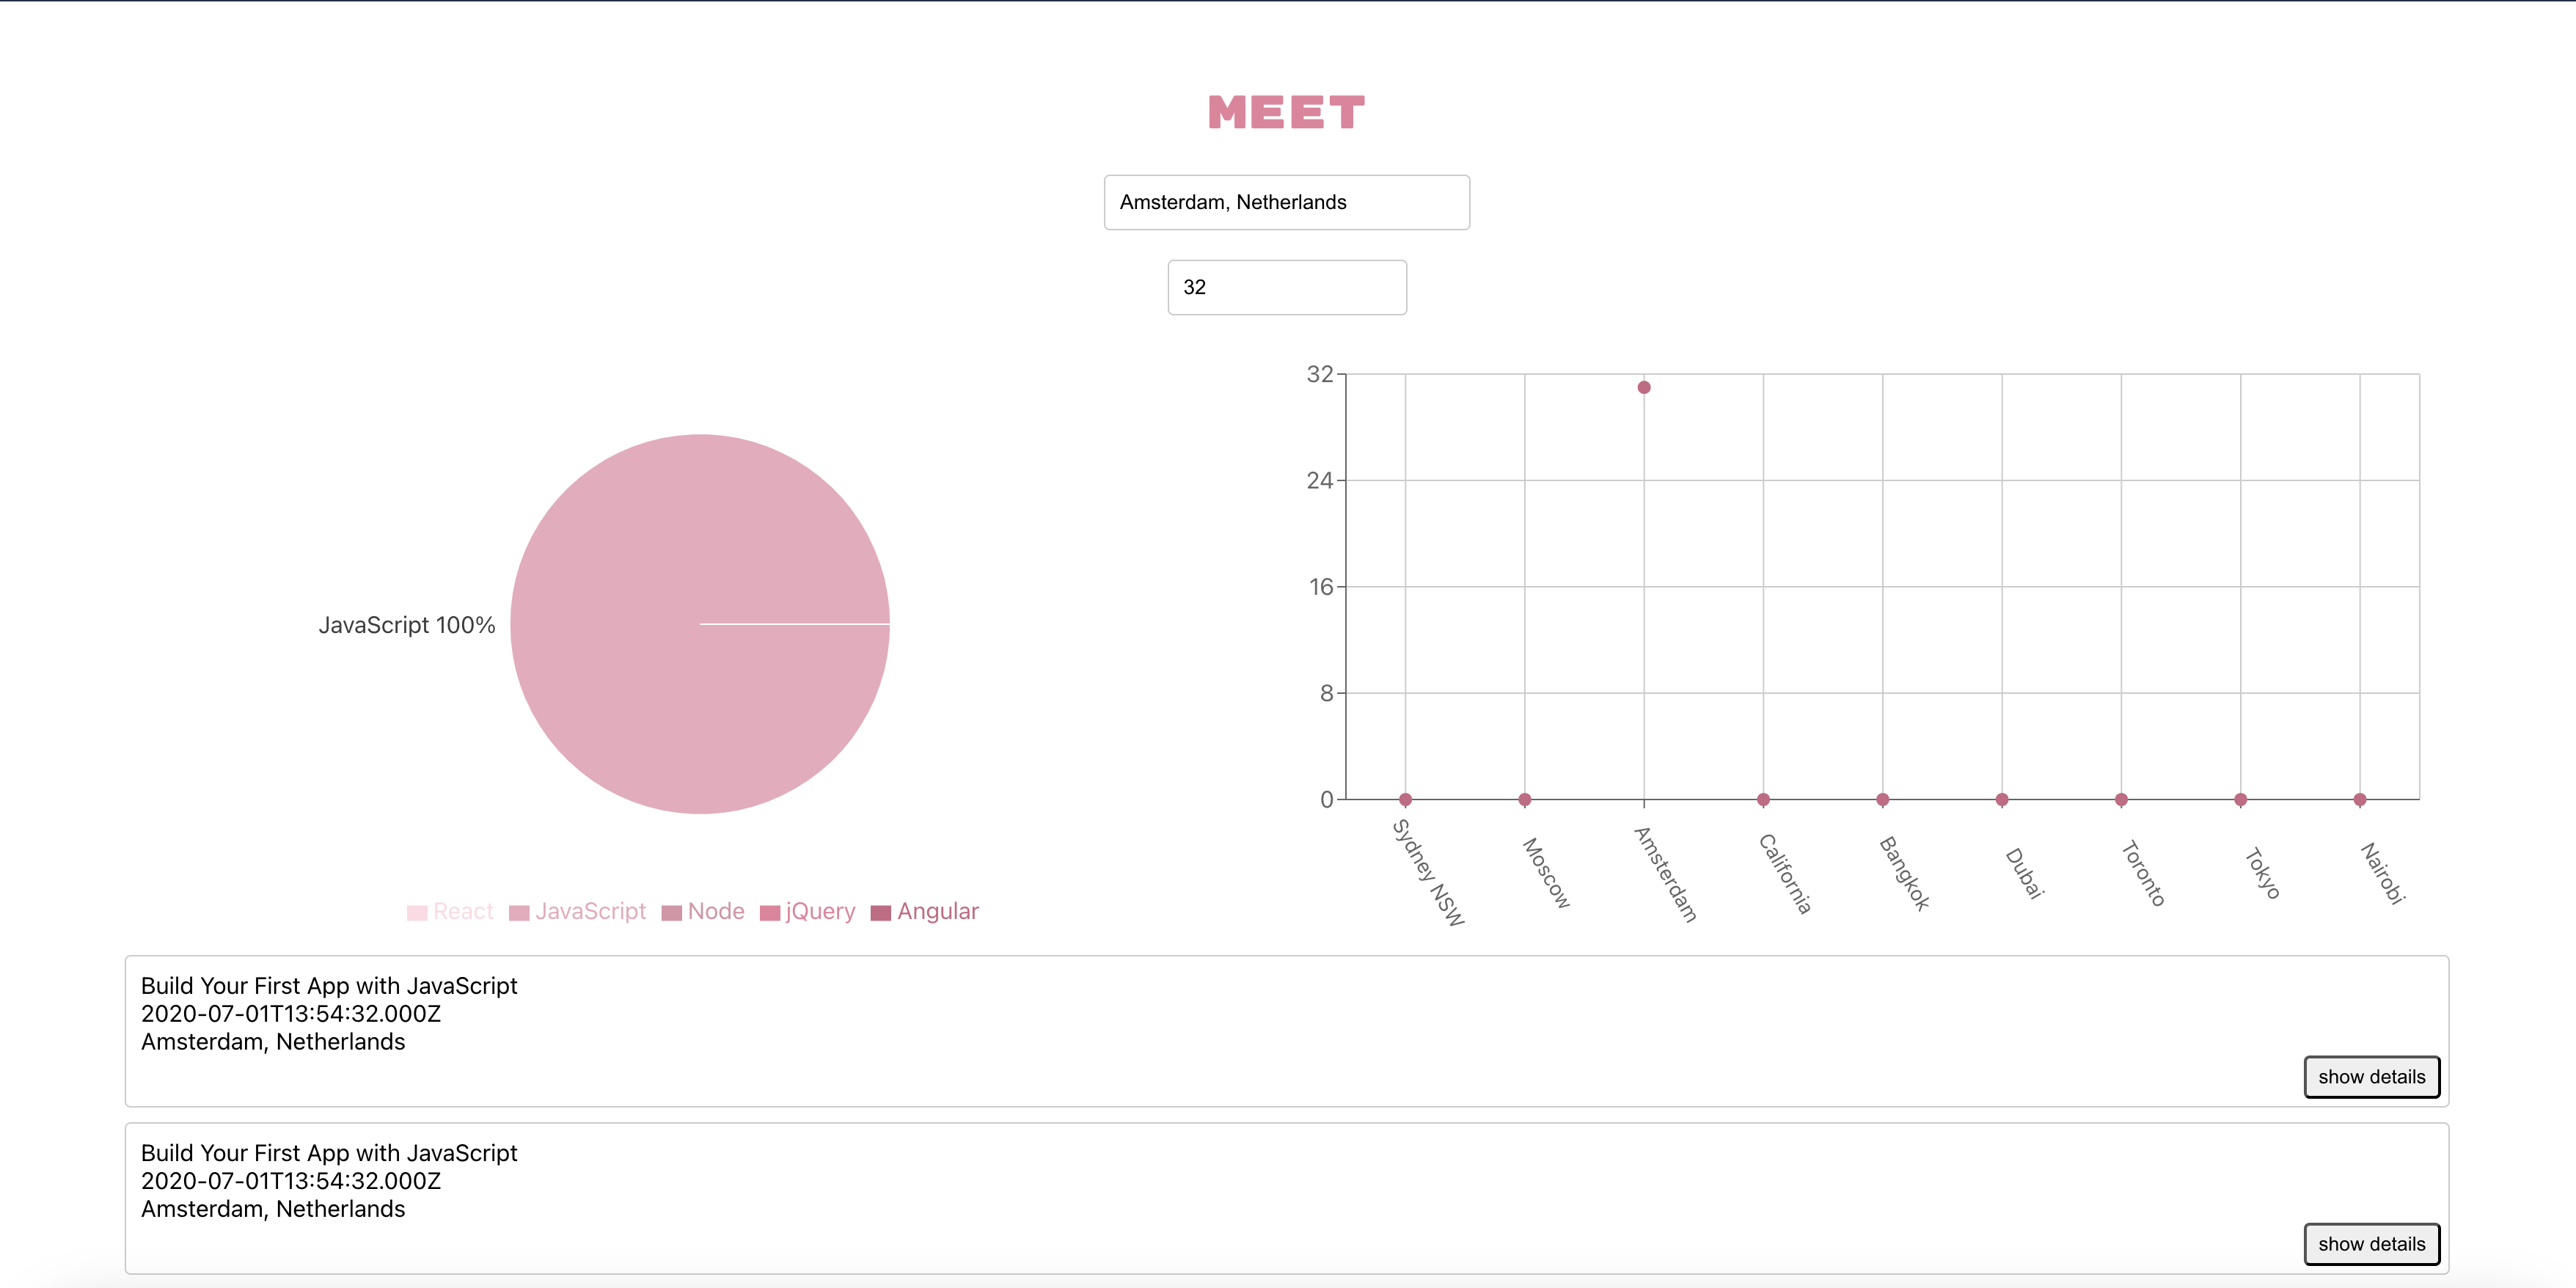 MEET
Amsterdam, Netherlands
32
JavaScript 100%
React JavaScript Node jQuery Angular
32
24
16
8
0
Sydney NSW
Moscow
Amsterdam
California
Bangkok
Dubai
Toronto
Tokyo
Nairobi
Build Your First App with JavaScript
2020-07-01T13:54:32.000Z
Amsterdam, Netherlands
show details
Build Your First App with JavaScript
2020-07-01T13:54:32.000Z
Amsterdam, Netherlands
show details